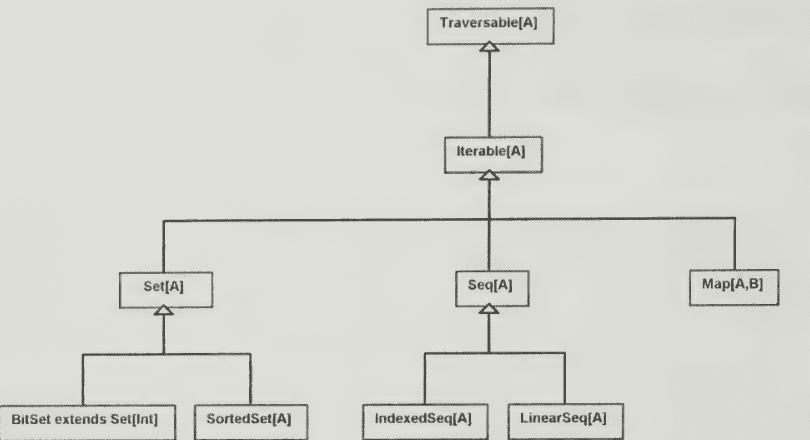 Traversable[A]
Iterable[A]
Set[A]
Seq[A]
Map[A,B]
BitSet extends Set[Int]
SortedSet[A]
IndexedSeq[A]
LinearSeq[A]